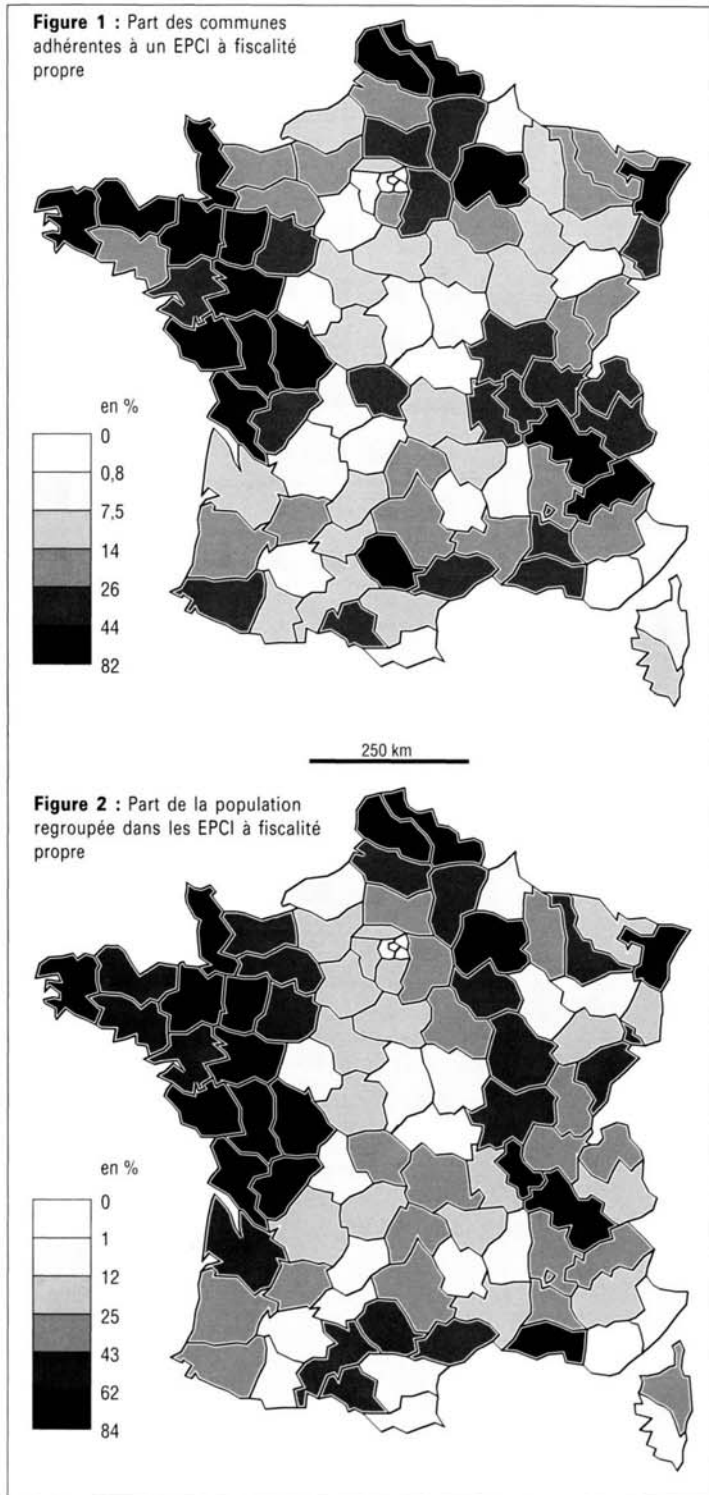 Figure 1 : Part des communes
adhérentes à un EPCI à fiscalité
propre
en %
0
0,8
7,5
14
26
44
82
250 km
Figure 2 : Part de la population
regroupée dans les EPCI à fiscalité
propre
en %
0
1
12
25
43
62
84